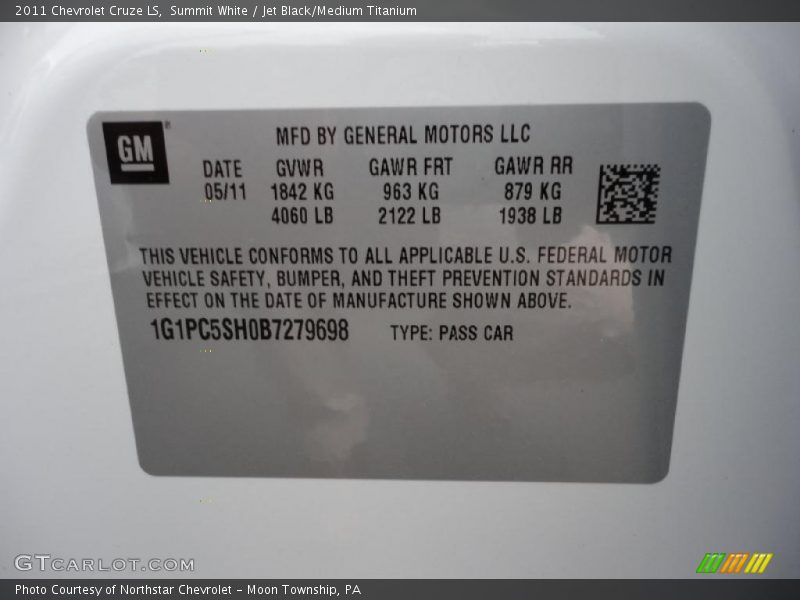 2011 Chevrolet Cruze LS,  Summit White / Jet Black/Medium Titanium
GM®
MFD BY GENERAL MOTORS LLC
DATE GVWR GAWR FRT GAWR RR
05/11 1842 KG 963 KG 879 KG
4060 LB 2122 LB 1938 LB
THIS VEHICLE CONFORMS TO ALL APPLICABLE U.S. FEDERAL MOTOR
VEHICLE SAFETY, BUMPER, AND THEFT PREVENTION STANDARDS IN
EFFECT ON THE DATE OF MANUFACTURE SHOWN ABOVE.
1G1PC5SH0B7279698 TYPE: PASS CAR
GTCARLOT.COM
Photo Courtesy of Northstar Chevrolet - Moon Township, PA